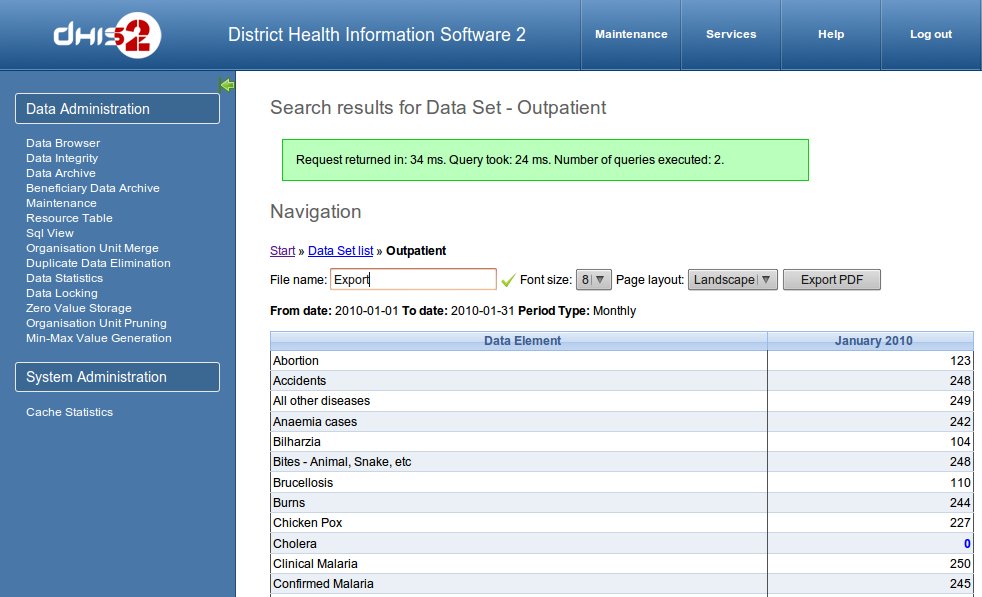 dhis2
District Health Information Software 2
Maintenance Services Help Log out
Data Administration
Data Browser
Data Integrity
Data Archive
Beneficiary Data Archive
Maintenance
Resource Table
Sql View
Organisation Unit Merge
Duplicate Data Elimination
Data Statistics
Data Locking
Zero Value Storage
Organisation Unit Pruning
Min-Max Value Generation
System Administration
Cache Statistics
Search results for Data Set - Outpatient
Request returned in: 34 ms. Query took: 24 ms. Number of queries executed: 2.
Navigation
Start » Data Set list » Outpatient
File name: Export Font size: 8 Page layout: Landscape Export PDF
From date: 2010-01-01 To date: 2010-01-31 Period Type: Monthly
Data Element January 2010
Abortion 123
Accidents 248
All other diseases 249
Anaemia cases 242
Bilharzia 104
Bites - Animal, Snake, etc 248
Brucellosis 110
Burns 244
Chicken Pox 227
Cholera 0
Clinical Malaria 250
Confirmed Malaria 245